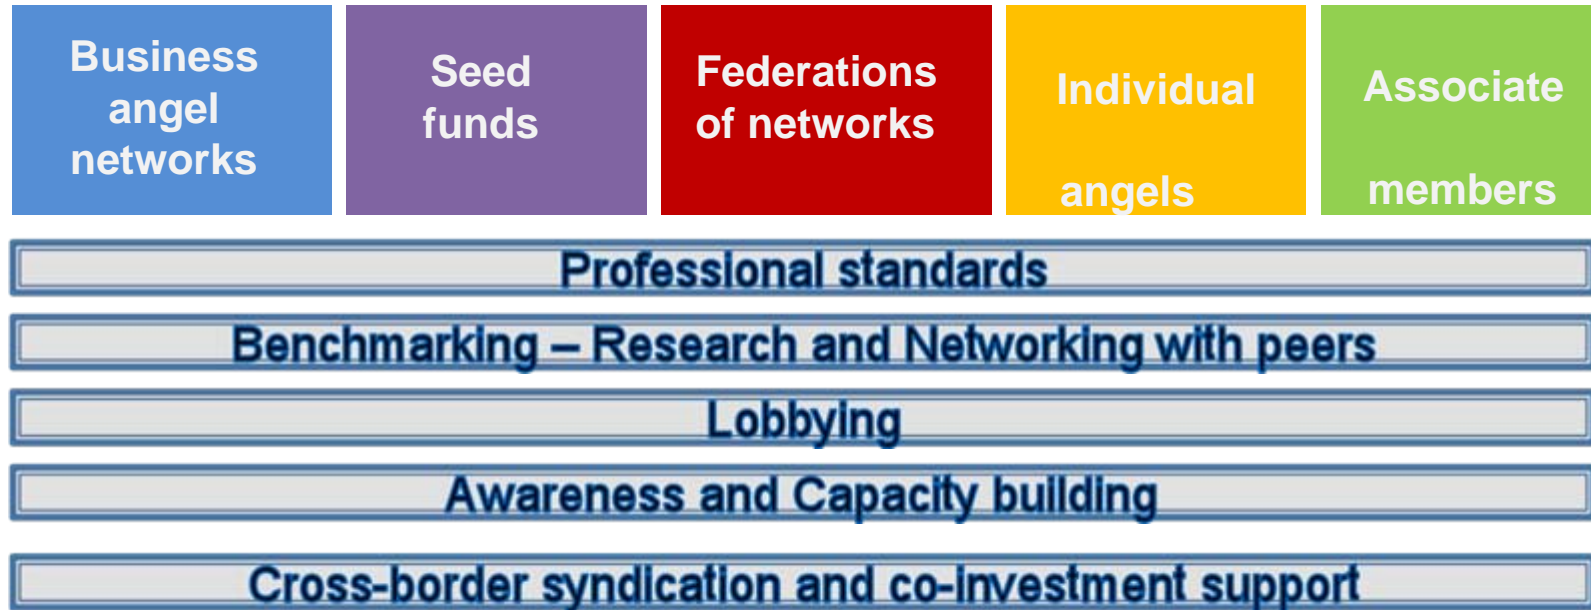 Business
angel
networks
Seed
funds
Federations
of networks
Individual
angels
Associate
members
Professional standards
Benchmarking – Research and Networking with peers
Lobbying
Awareness and Capacity building
Cross-border syndication and co-investment support